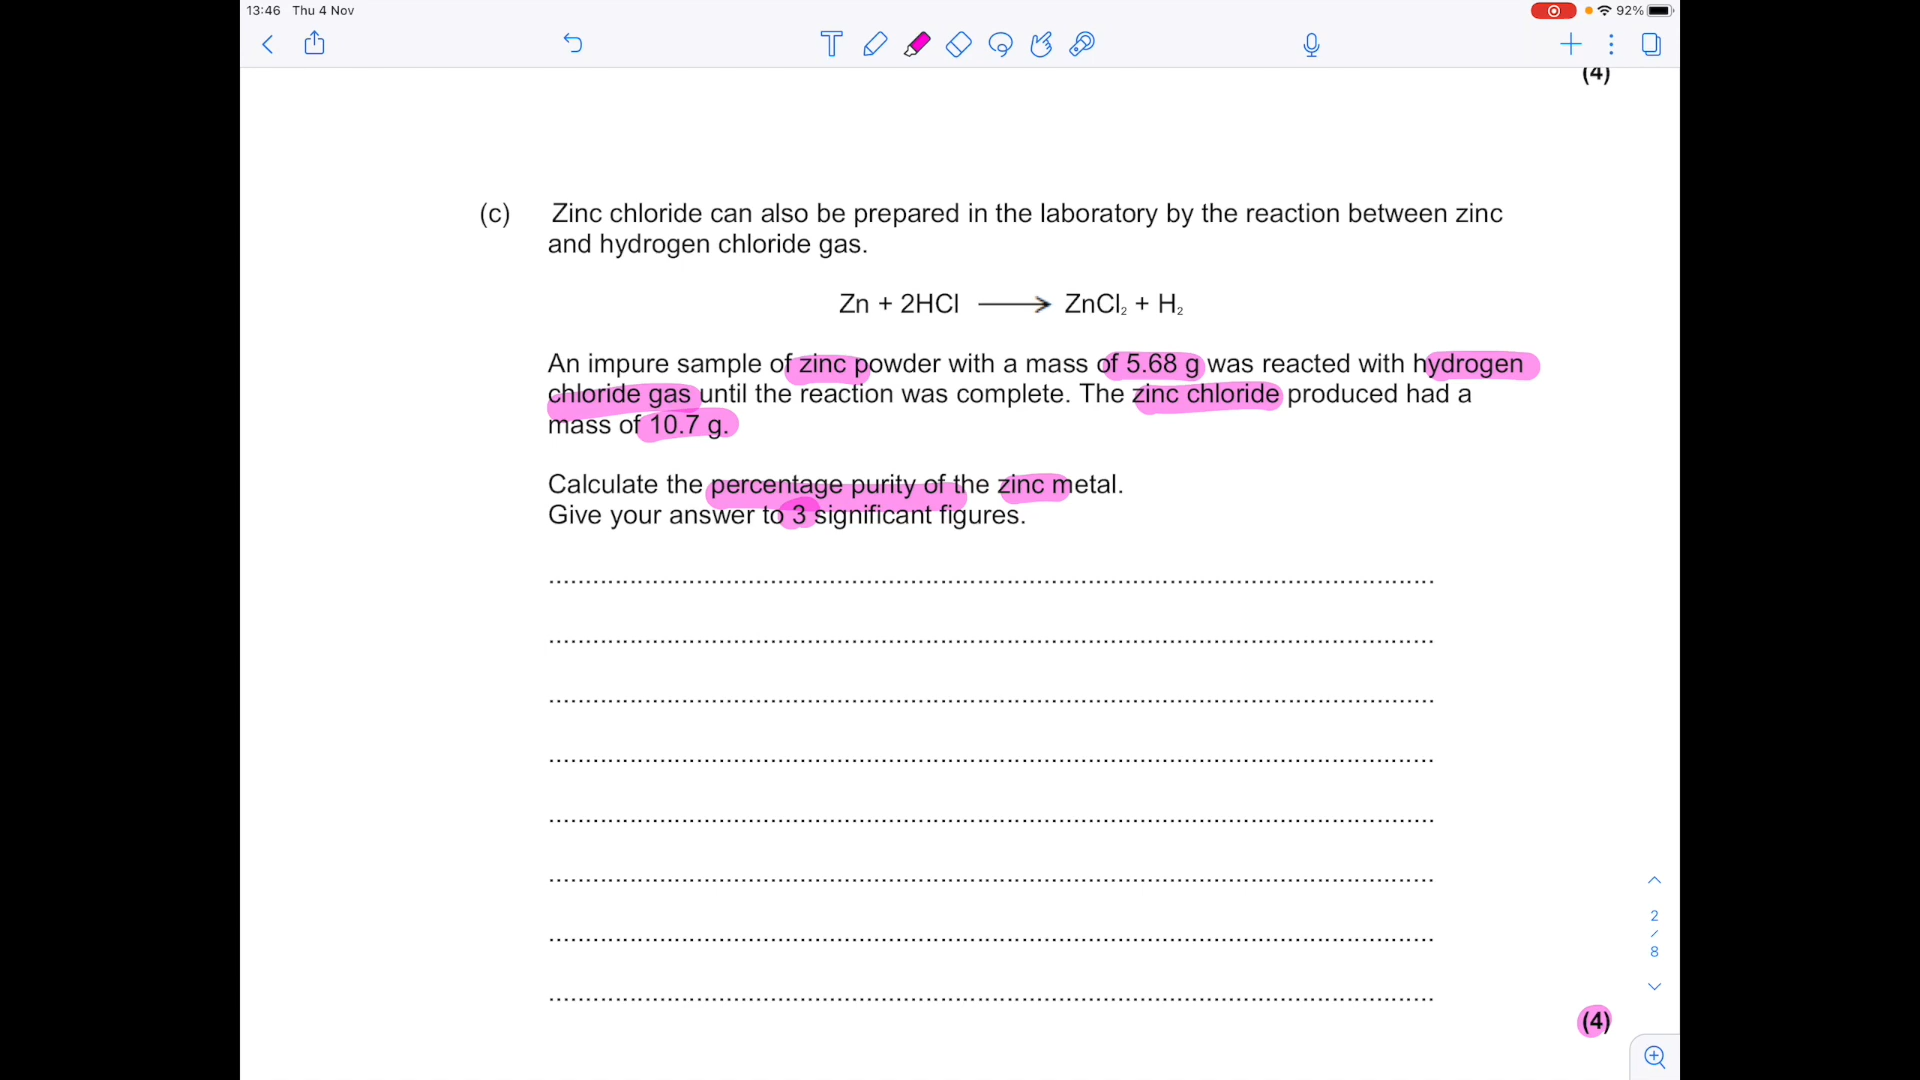 13:46 Thu 4 Nov
92%
T
(4)
(c) Zinc chloride can also be prepared in the laboratory by the reaction between zinc
and hydrogen chloride gas.
Zn + 2HCl ⟶ ZnCl₂ + H₂
An impure sample of zinc powder with a mass of 5.68 g was reacted with hydrogen
chloride gas until the reaction was complete. The zinc chloride produced had a
mass of 10.7 g.
Calculate the percentage purity of the zinc metal.
Give your answer to 3 significant figures.
2
/
8
(4)